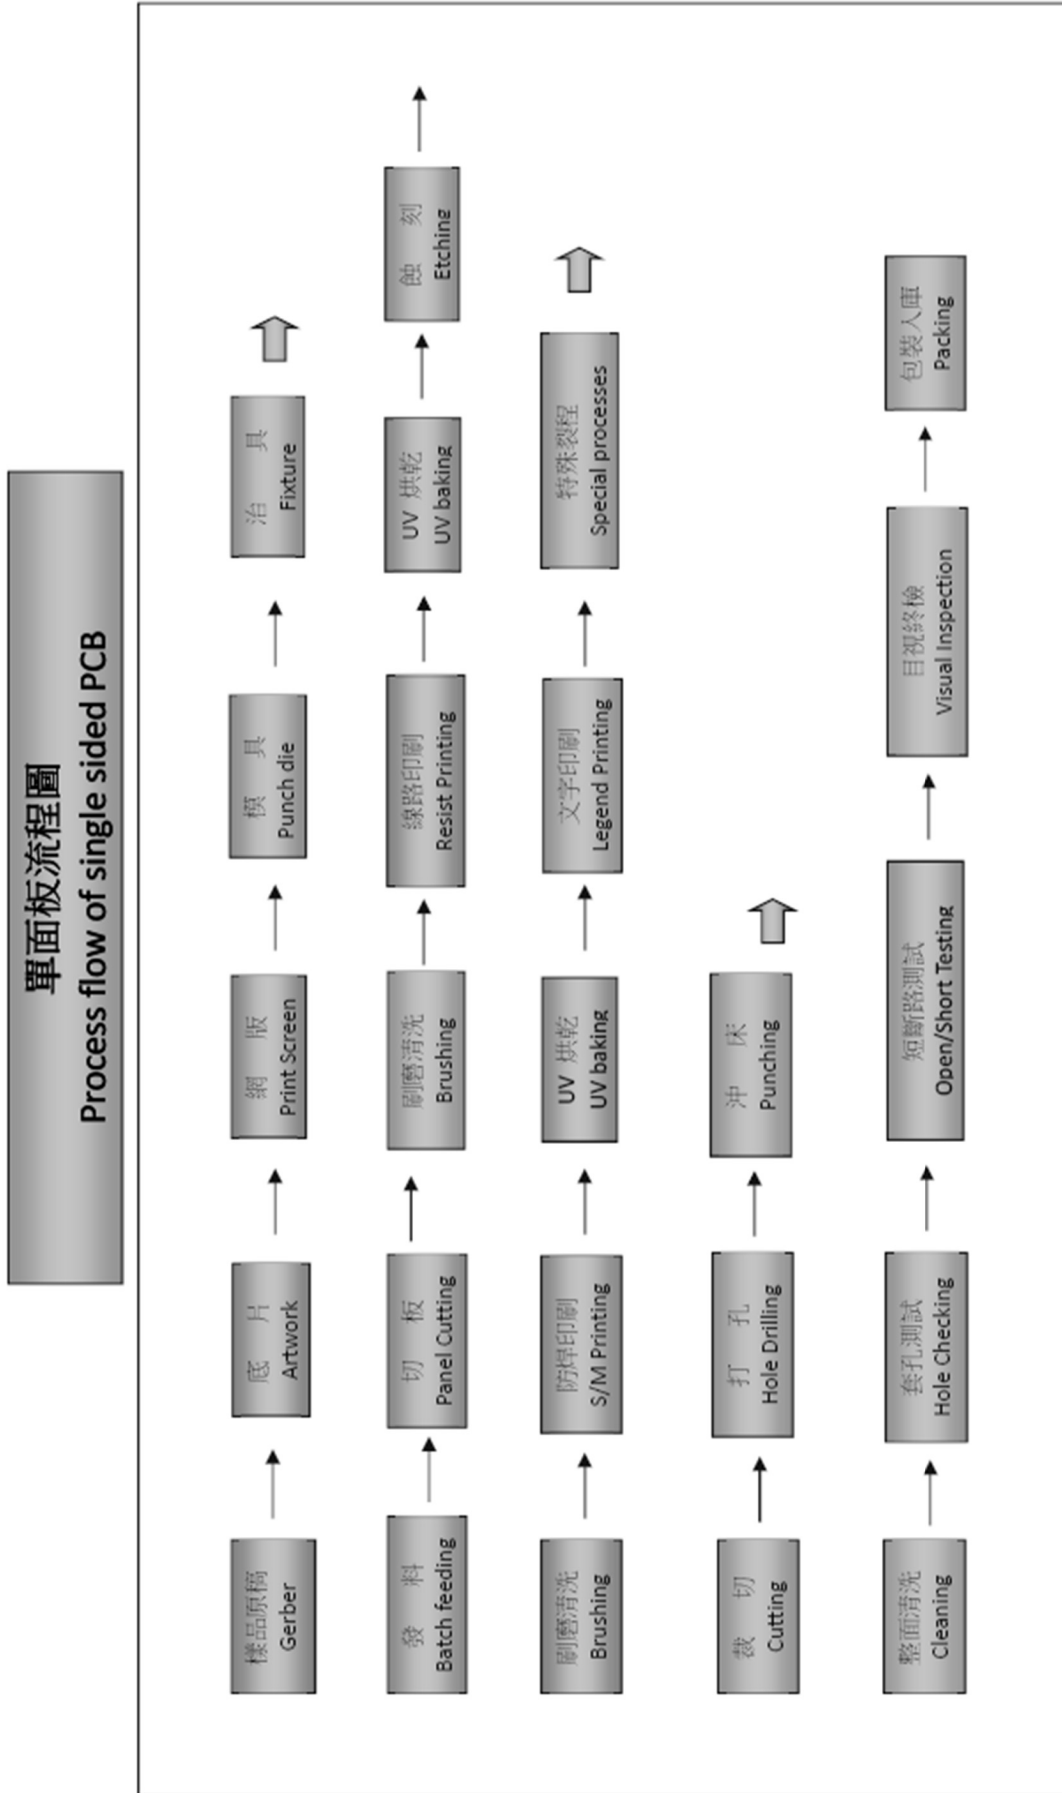 單面板流程圖
Process flow of single sided PCB
樣品原稿
Gerber
底 片
Artwork
網 版
Print Screen
模 具
Punch die
治 具
Fixture
發 料
Batch feeding
切 板
Panel Cutting
刷磨清洗
Brushing
線路印刷
Resist Printing
UV 烘乾
UV baking
蝕 刻
Etching
刷磨清洗
Brushing
防焊印刷
S/M Printing
UV 烘乾
UV baking
文字印刷
Legend Printing
特殊裂程
Special processes
裁 切
Cutting
打 孔
Hole Drilling
沖 床
Punching
整面清洗
Cleaning
套孔測試
Hole Checking
短斷路測試
Open/Short Testing
目視終檢
Visual Inspection
包裝人庫
Packing